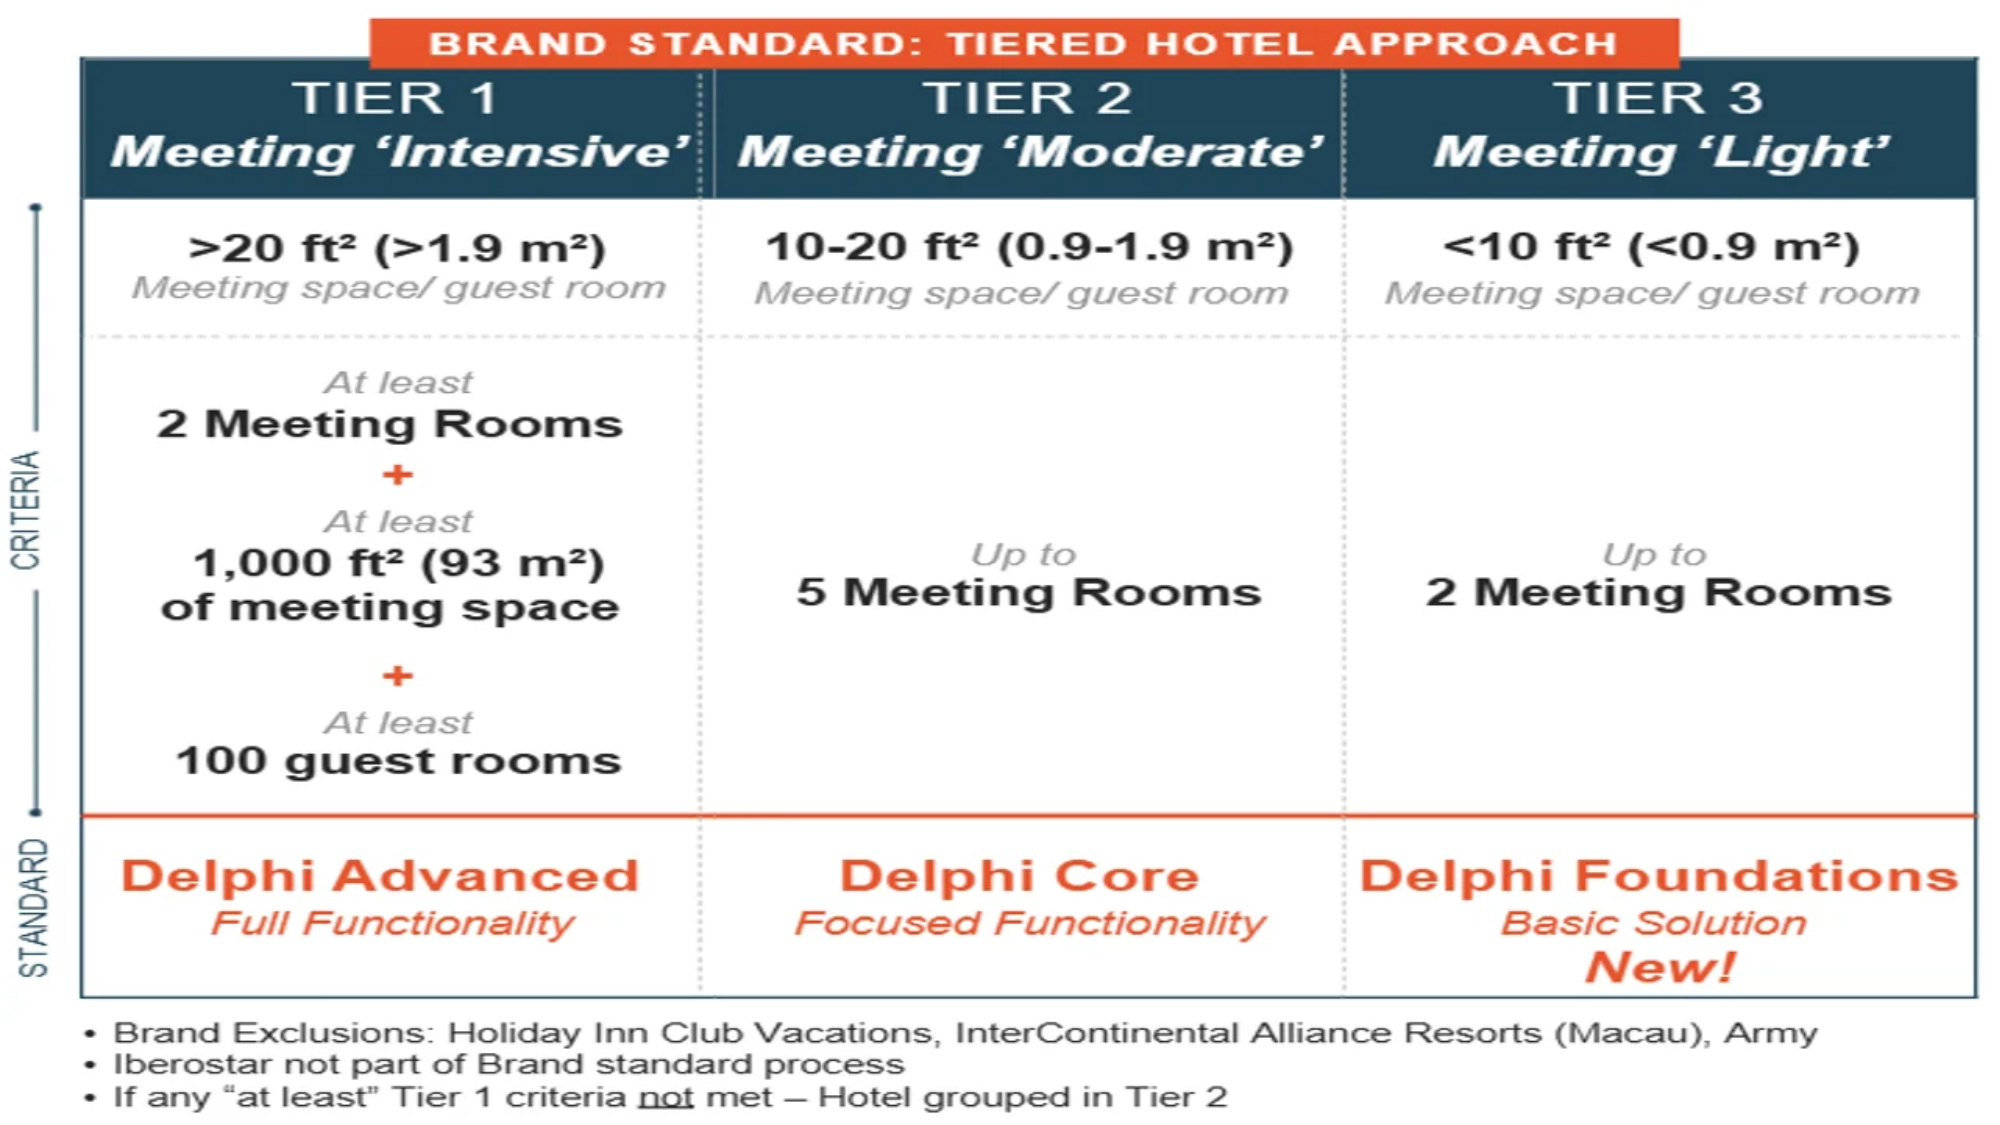 BRAND STANDARD: TIERED HOTEL APPROACH
TIER 1
Meeting ‘Intensive’
TIER 2
Meeting ‘Moderate’
TIER 3
Meeting ‘Light’
CRITERIA
>20 ft² (>1.9 m²)
Meeting space/ guest room
10-20 ft² (0.9-1.9 m²)
Meeting space/ guest room
<10 ft² (<0.9 m²)
Meeting space/ guest room
At least
2 Meeting Rooms
+
At least
1,000 ft² (93 m²)
of meeting space
+
At least
100 guest rooms
Up to
5 Meeting Rooms
Up to
2 Meeting Rooms
STANDARD
Delphi Advanced
Full Functionality
Delphi Core
Focused Functionality
Delphi Foundations
Basic Solution
New!
• Brand Exclusions: Holiday Inn Club Vacations, InterContinental Alliance Resorts (Macau), Army
• Iberostar not part of Brand standard process
• If any “at least” Tier 1 criteria not met – Hotel grouped in Tier 2